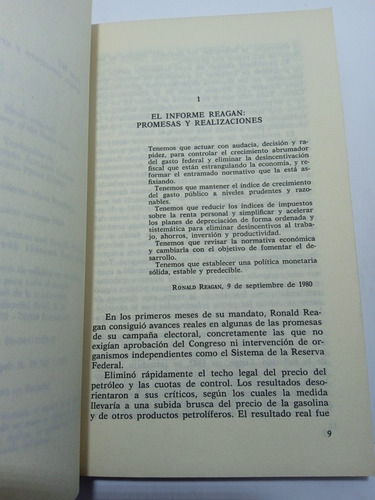 1
EL INFORME REAGAN:
PROMESAS Y REALIZACIONES
Tenemos que actuar con audacia, decisión y ra-
pidez, para controlar el crecimiento abrumador
del gasto federal y eliminar la desincentivación
fiscal que están estrangulando la economía, y re-
formar el entramado normativo que la está as-
fixiando.
Tenemos que mantener el índice de crecimiento
del gasto público a niveles prudentes y razo-
nables.
Tenemos que reducir los índices de impuestos
sobre la renta personal y simplificar y acelerar
los planes de depreciación de forma ordenada y
sistemática para eliminar desincentivos al traba-
jo, ahorros, inversión y productividad.
Tenemos que revisar la normativa económica
y cambiarla con el objetivo de fomentar el de-
sarrollo.
Tenemos que establecer una política monetaria
sólida, estable y predecible.
RONALD REAGAN, 9 de septiembre de 1980
En los primeros meses de su mandato, Ronald Rea-
gan consiguió avances reales en algunas de las promesas
de su campaña electoral, concretamente las que no
exigían aprobación del Congreso ni intervención de or-
ganismos independientes como el Sistema de la Reserva
Federal.
Eliminó rápidamente el techo legal del precio del
petróleo y las cuotas de control. Los resultados deso-
rientaron a sus críticos, según los cuales la medida
llevaría a una subida brusca del precio de la gasolina
y de otros productos petrolíferos. El resultado real fue
9